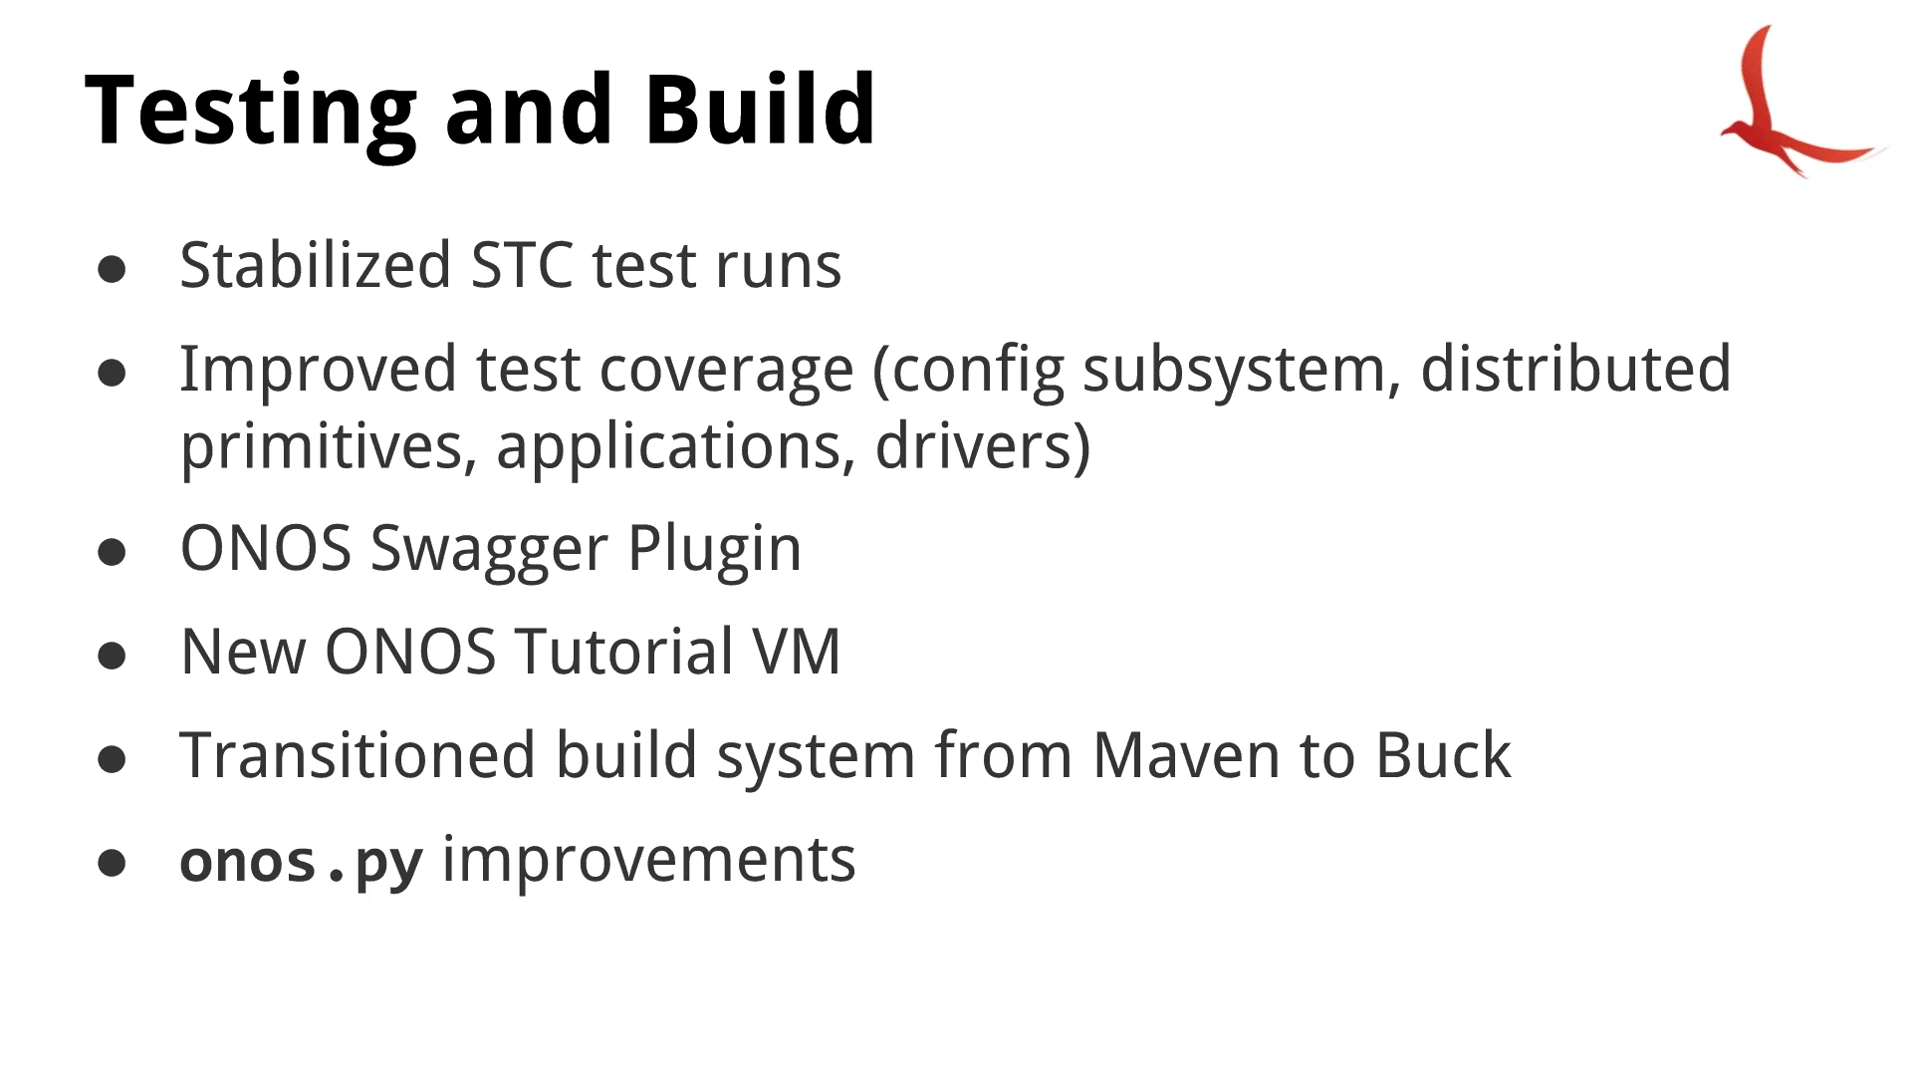 Testing and Build
● Stabilized STC test runs
● Improved test coverage (config subsystem, distributed
primitives, applications, drivers)
● ONOS Swagger Plugin
● New ONOS Tutorial VM
● Transitioned build system from Maven to Buck
● onos.py improvements